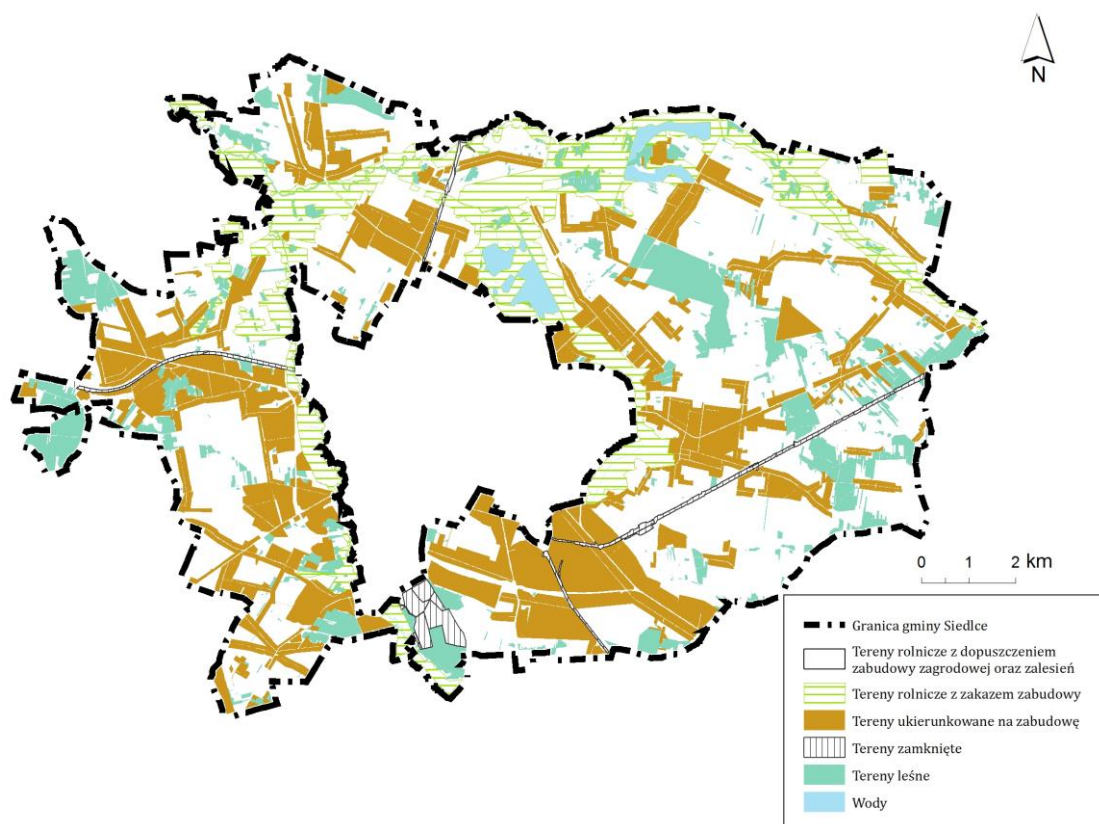 N
0 2 km
Granica gminy Siedlce
Tereny rolnicze z dopuszczeniem
zabudowy zagrodowej oraz zalesień
Tereny rolnicze z zakazem zabudowy
Tereny ukierunkowane na zabudowę
Tereny zamknięte
Tereny leśne
Wody